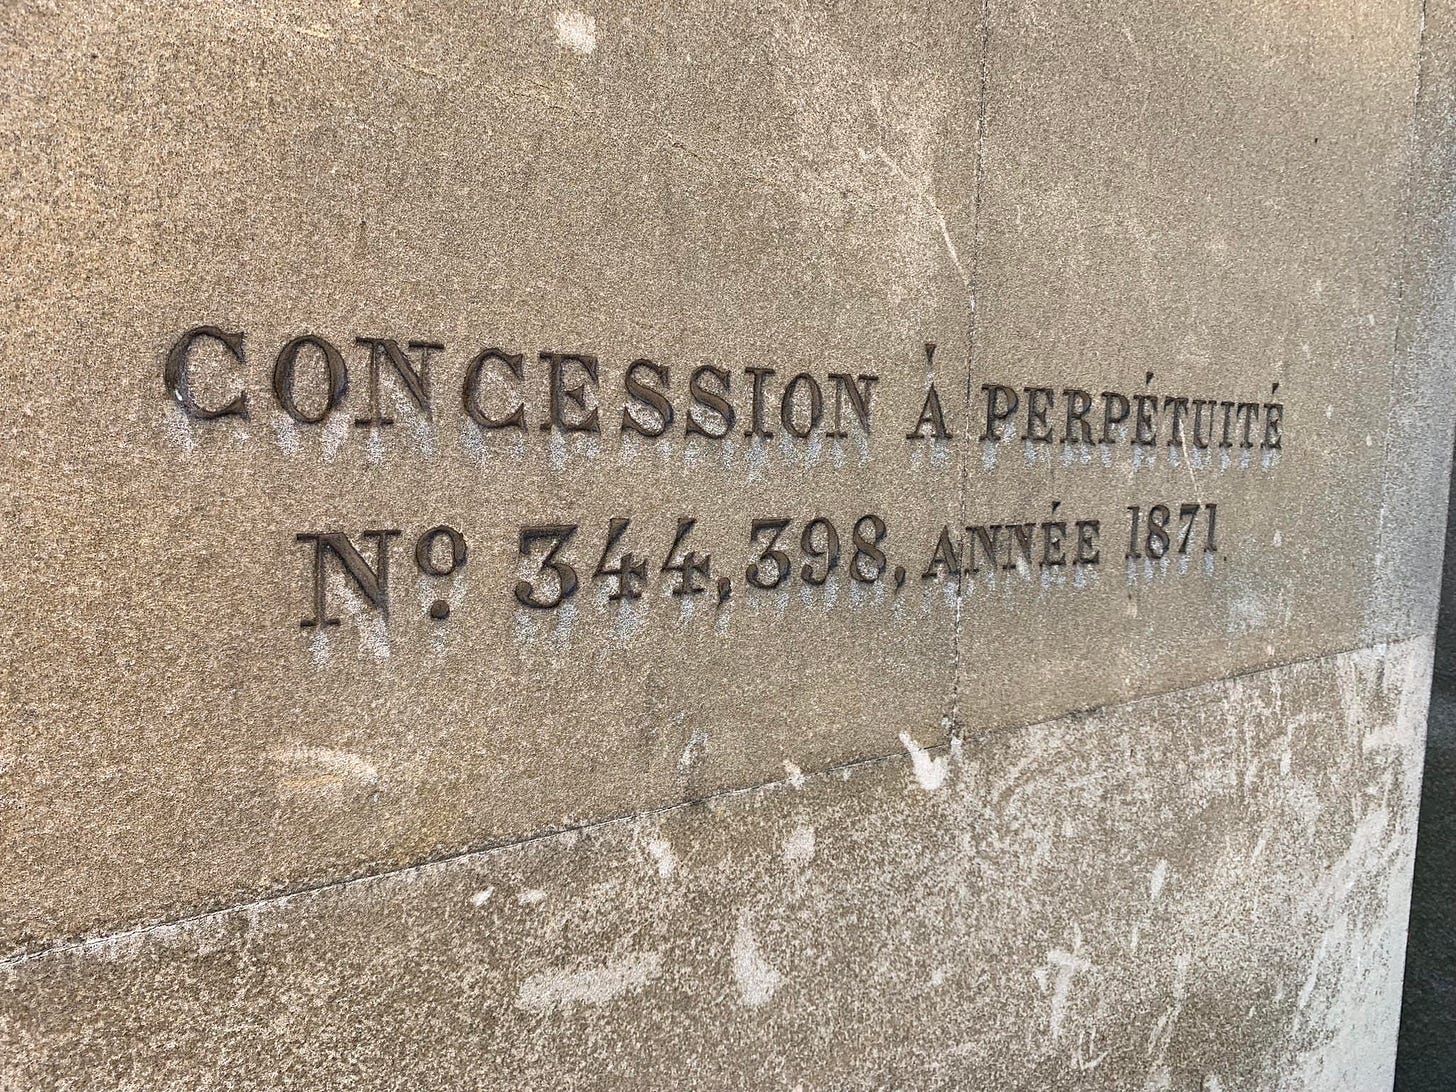 CONCESSION À PERPÉTUITÉ
Nº 344,398, ANNÉE 1871.